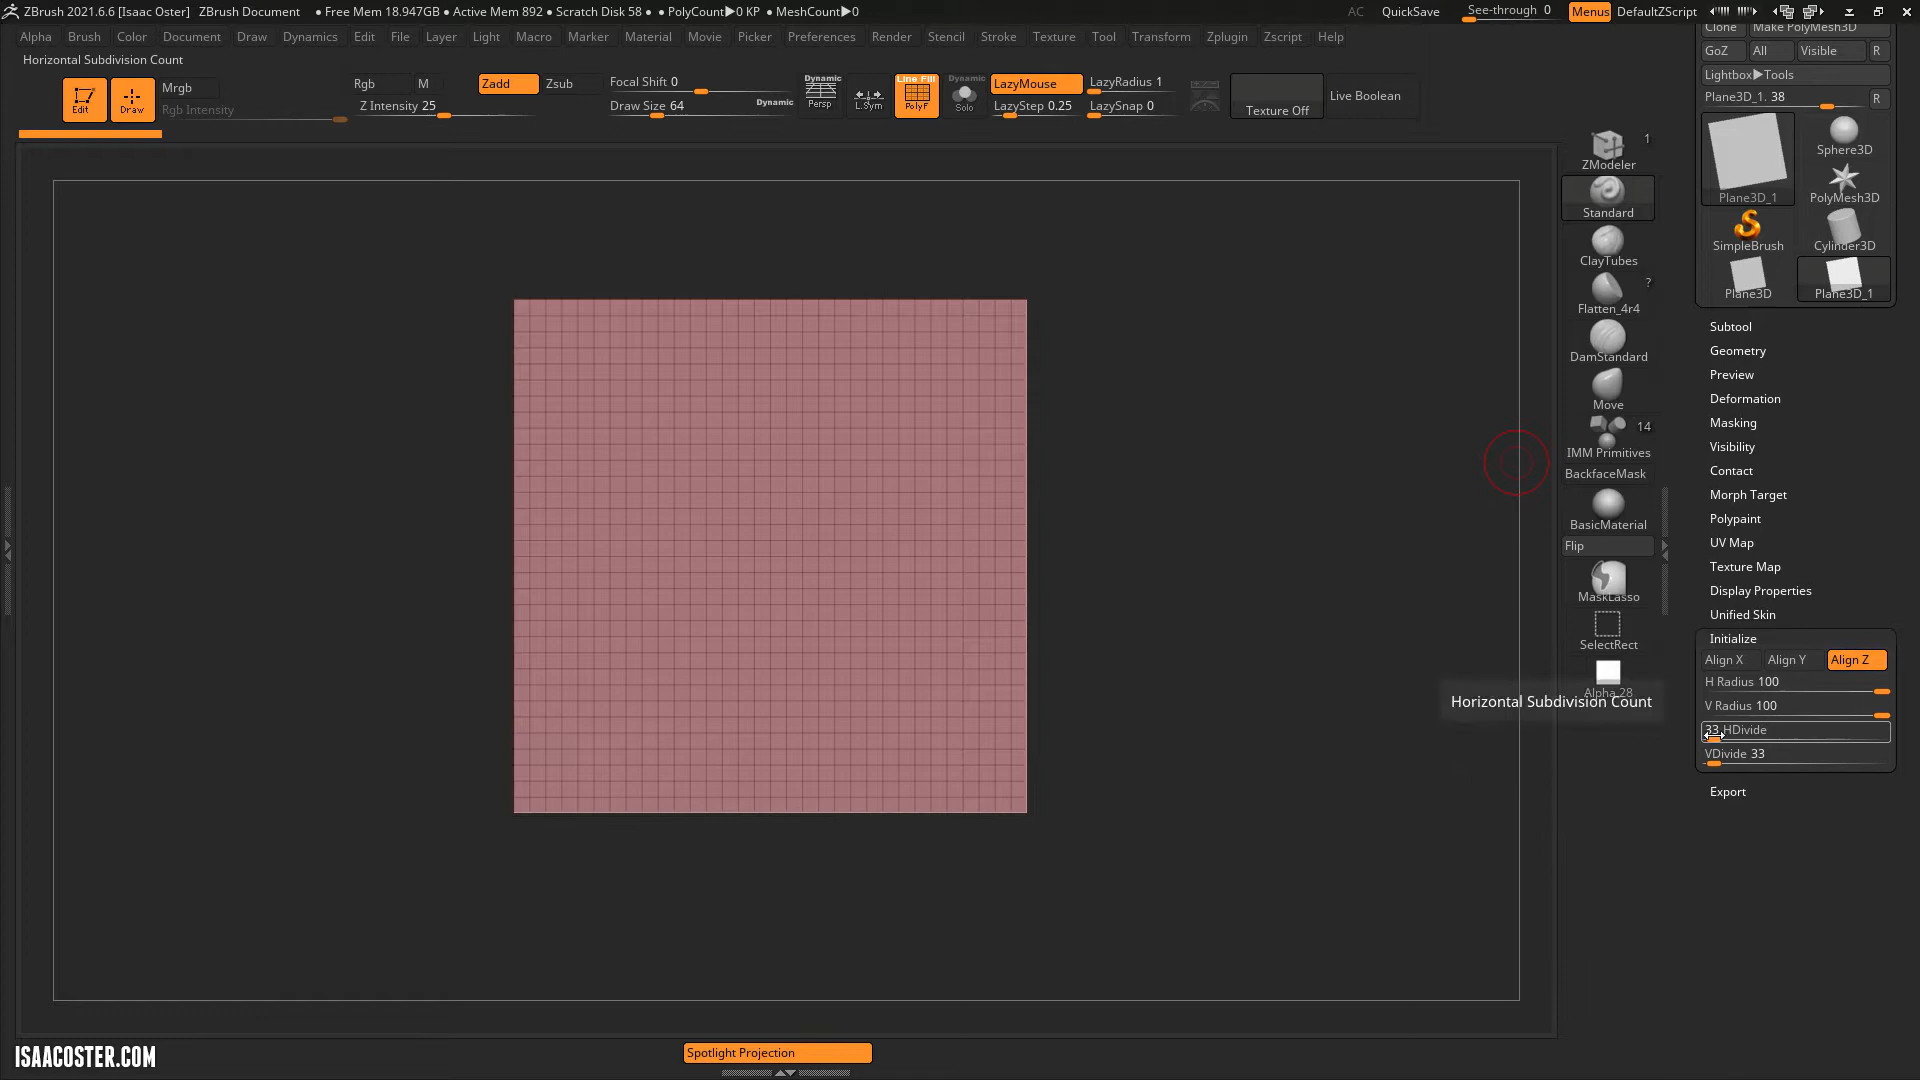 ZBrush 2021.6.6 [Isaac Oster] ZBrush Document ● Free Mem 18.947GB ● Active Mem 892 ● Scratch Disk 58 ● ● PolyCount▶0 KP ● MeshCount▶0 AC QuickSave See-through 0 Menus DefaultZScript
Alpha Brush Color Document Draw Dynamics Edit File Layer Light Macro Marker Material Movie Picker Preferences Render Stencil Stroke Texture Tool Transform Zplugin Zscript Help
Horizontal Subdivision Count
Edit
Draw
Mrgb
Rgb Intensity
Rgb M
Z Intensity 25
Zadd Zsub
Focal Shift 0
Draw Size 64
Dynamic
Dynamic
Persp
L.Sym
Line Fill
PolyF
Dynamic
Solo
LazyMouse
LazyStep 0.25
LazyRadius 1
LazySnap 0
Texture Off
Live Boolean
1
ZModeler
Standard
ClayTubes
?
Flatten_4r4
DamStandard
Move
14
IMM Primitives
BackfaceMask
BasicMaterial
Flip
MaskLasso
SelectRect
Alpha 28
Horizontal Subdivision Count
Clone Make PolyMesh3D
GoZ All Visible R
Lightbox▶Tools
Plane3D_1. 38 R
Plane3D_1
Sphere3D
PolyMesh3D
SimpleBrush
Cylinder3D
Plane3D
Plane3D_1
Subtool
Geometry
Preview
Deformation
Masking
Visibility
Contact
Morph Target
Polypaint
UV Map
Texture Map
Display Properties
Unified Skin
Initialize
Align X Align Y Align Z
H Radius 100
V Radius 100
33 HDivide
VDivide 33
Export
Spotlight Projection
ISAACOSTER.COM